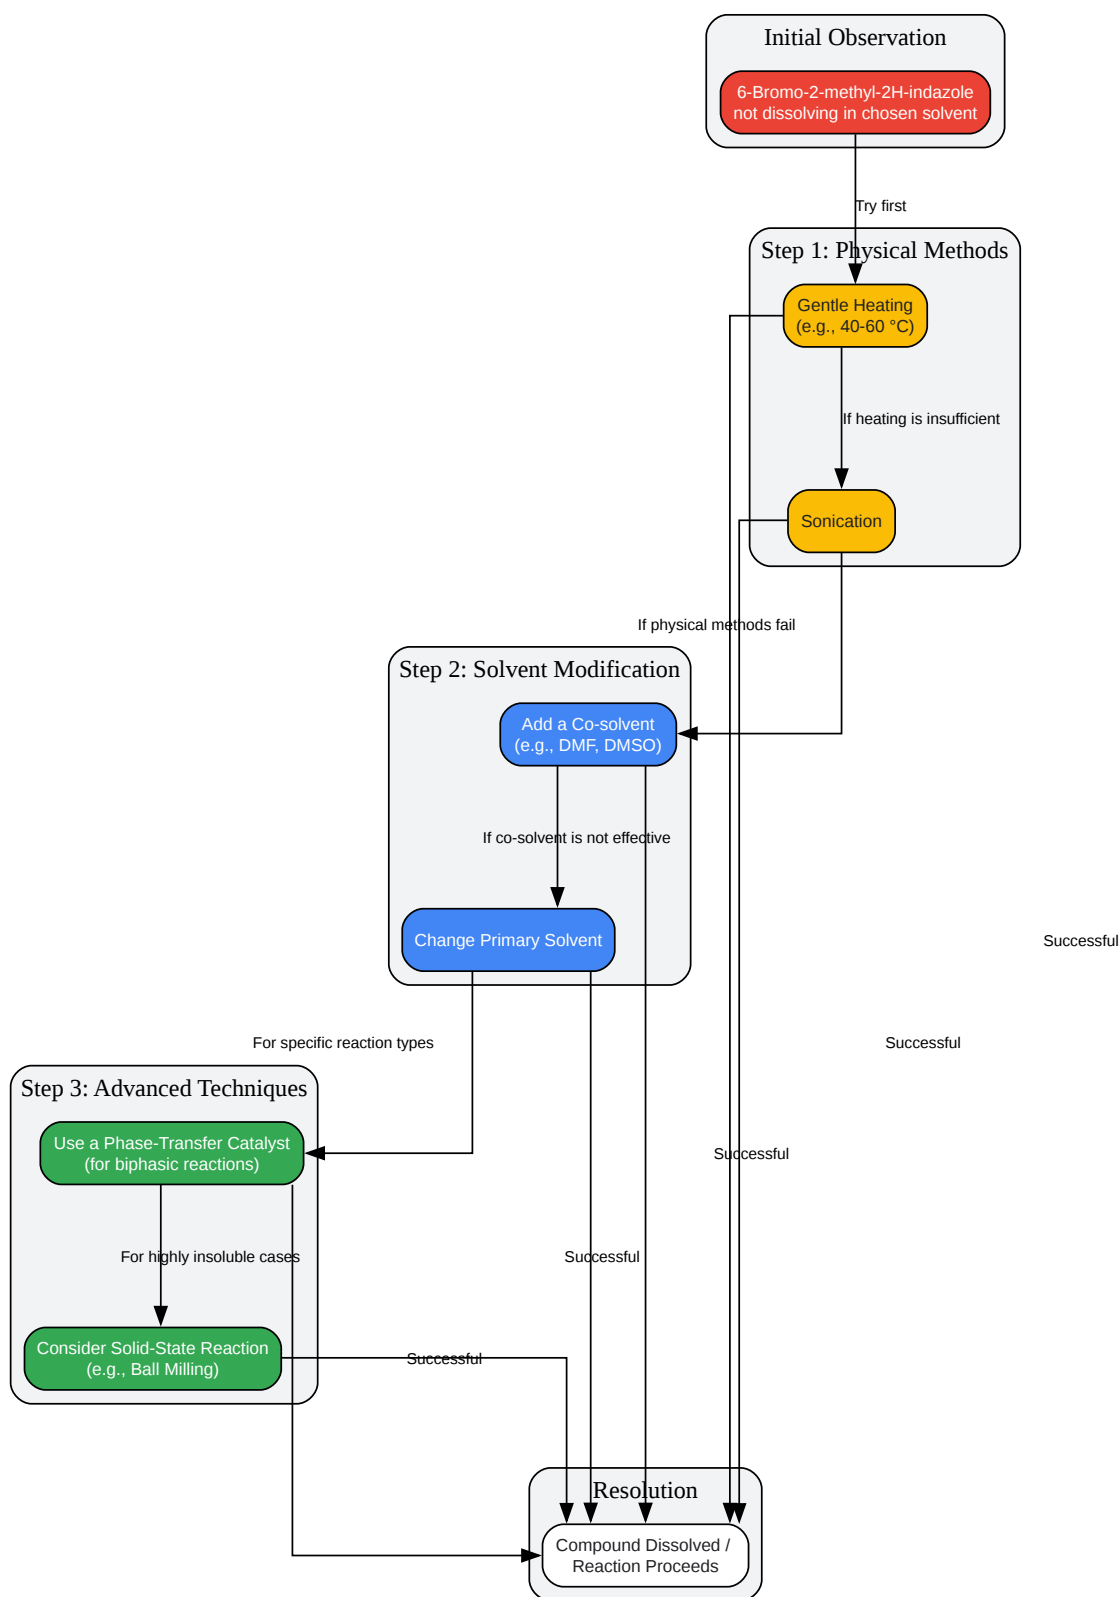 Initial Observation
6-Bromo-2-methyl-2H-indazole
not dissolving in chosen solvent
Try first
Step 1: Physical Methods
Gentle Heating
(e.g., 40-60 °C)
If heating is insufficient
Sonication
If physical methods fail
Step 2: Solvent Modification
Add a Co-solvent
(e.g., DMF, DMSO)
If co-solvent is not effective
Change Primary Solvent
Successful
For specific reaction types
Successful
Step 3: Advanced Techniques
Use a Phase-Transfer Catalyst
(for biphasic reactions)
Successful
For highly insoluble cases
Successful
Consider Solid-State Reaction
(e.g., Ball Milling)
Successful
Resolution
Compound Dissolved /
Reaction Proceeds